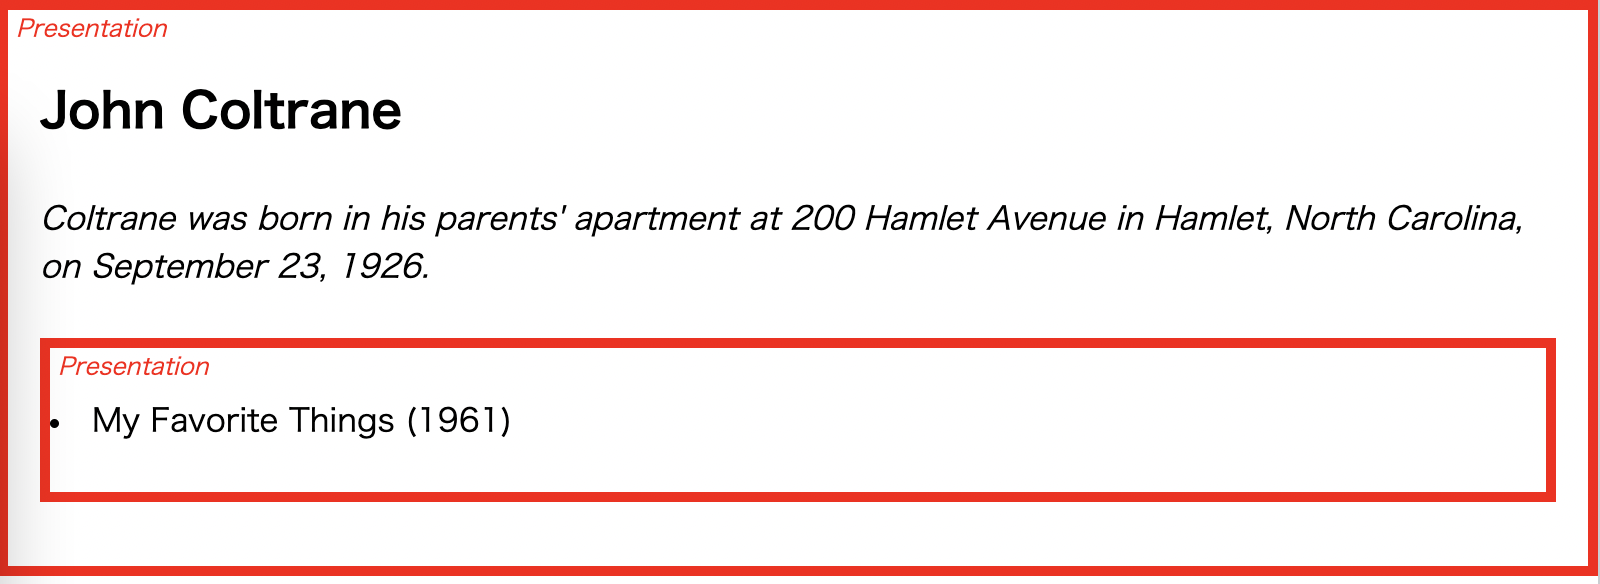 Presentation
John Coltrane
Coltrane was born in his parents' apartment at 200 Hamlet Avenue in Hamlet, North Carolina,
on September 23, 1926.
Presentation
• My Favorite Things (1961)